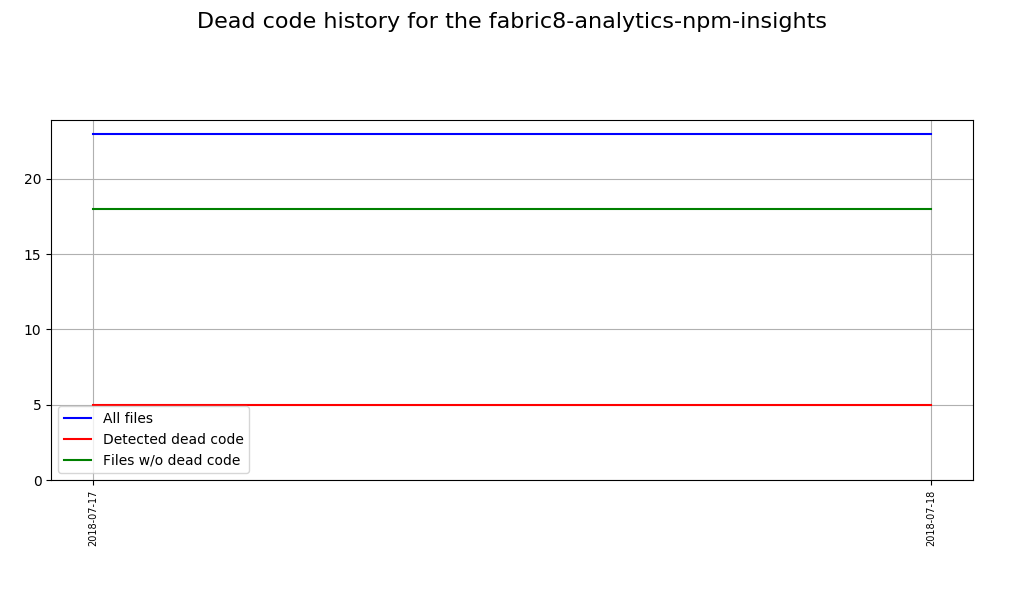 Dead code history for the fabric8-analytics-npm-insights
20
15
10
5
0
All files
Detected dead code
Files w/o dead code
2018-07-17
2018-07-18